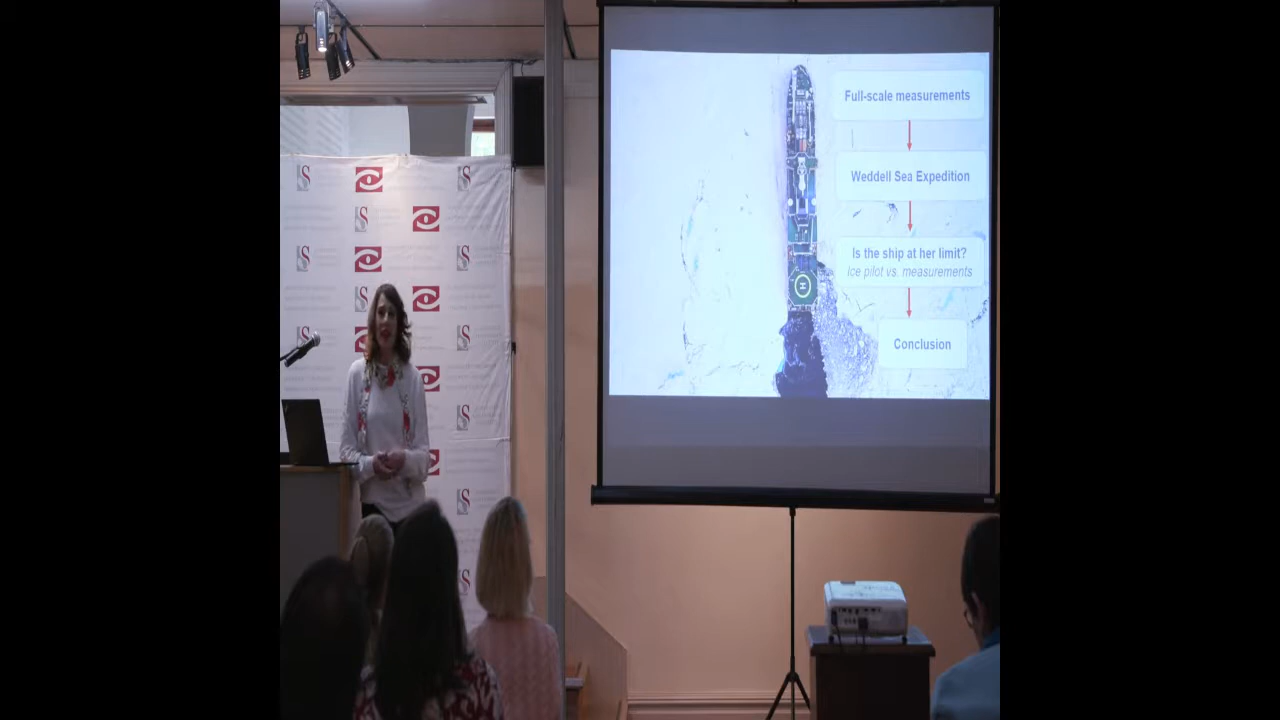 Full-scale measurements
Weddell Sea Expedition
Is the ship at her limit?
Ice pilot vs. measurements
Conclusion